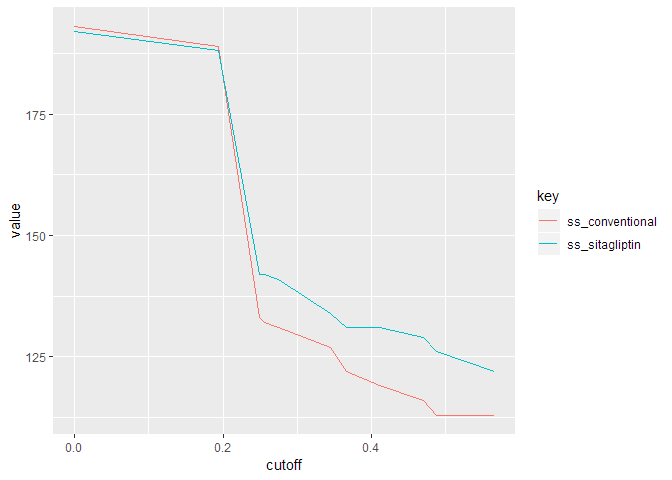 175
150
125
value
0.0
0.2
0.4
cutoff
key
ss_conventional
ss_sitagliptin